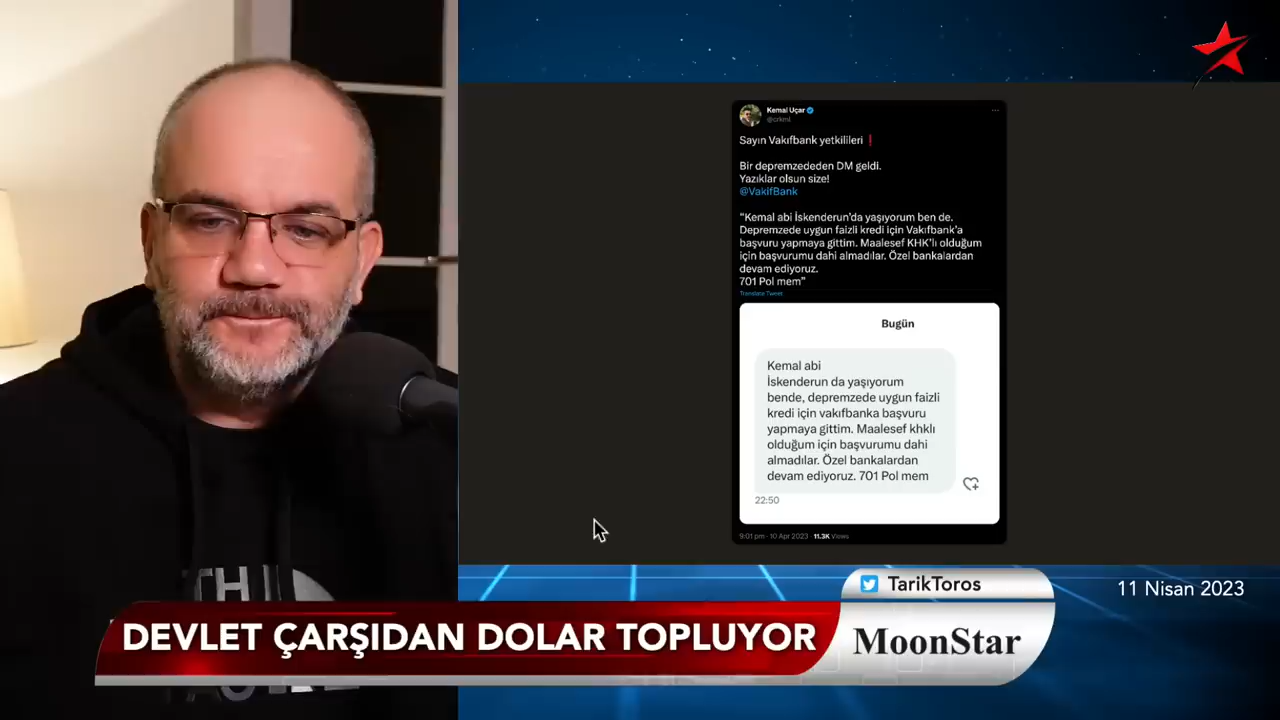 Kemal Uçar
@crkml
Sayın Vakıfbank yetkilileri❗
Bir depremzededen DM geldi.
Yazıklar olsun size!
@VakifBank
"Kemal abi İskenderun'da yaşıyorum ben de.
Depremzede uygun faizli kredi için Vakıfbank'a
başvuru yapmaya gittim. Maalesef KHK'lı olduğum
için başvurumu dahi almadılar. Özel bankalardan
devam ediyoruz.
701 Pol mem"
Translate Tweet
Bugün
Kemal abi
İskenderun da yaşıyorum
bende, depremzede uygun faizli
kredi için vakıfbanka başvuru
yapmaya gittim. Maalesef khklı
olduğum için başvurumu dahi
almadılar. Özel bankalardan
devam ediyoruz. 701 Pol mem
22:50
9:01 pm · 10 Apr 2023 · 11.3K Views
TarikToros
11 Nisan 2023
DEVLET ÇARŞIDAN DOLAR TOPLUYOR
MoonStar